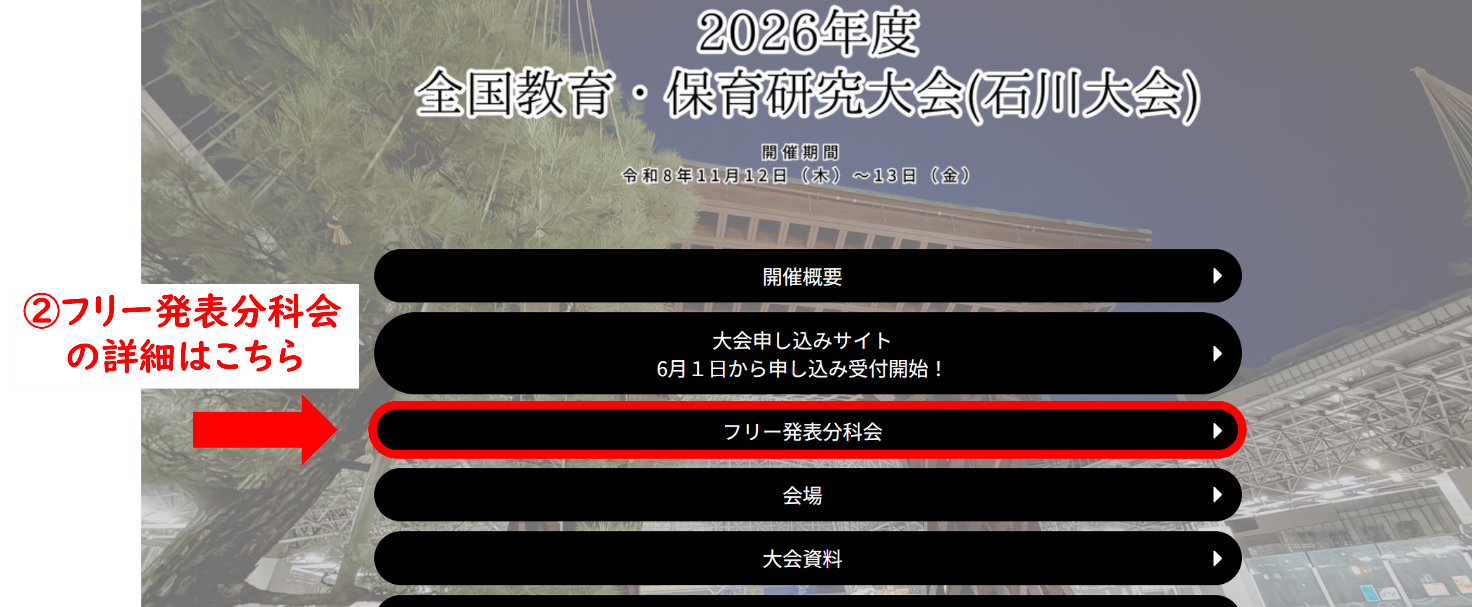 2026年度
全国教育・保育研究大会(石川大会)
開催期間
令和8年11月12日（木）～13日（金）
開催概要
大会申し込みサイト
6月１日から申し込み受付開始！
②フリー発表分科会
の詳細はこちら
フリー発表分科会
会場
大会資料